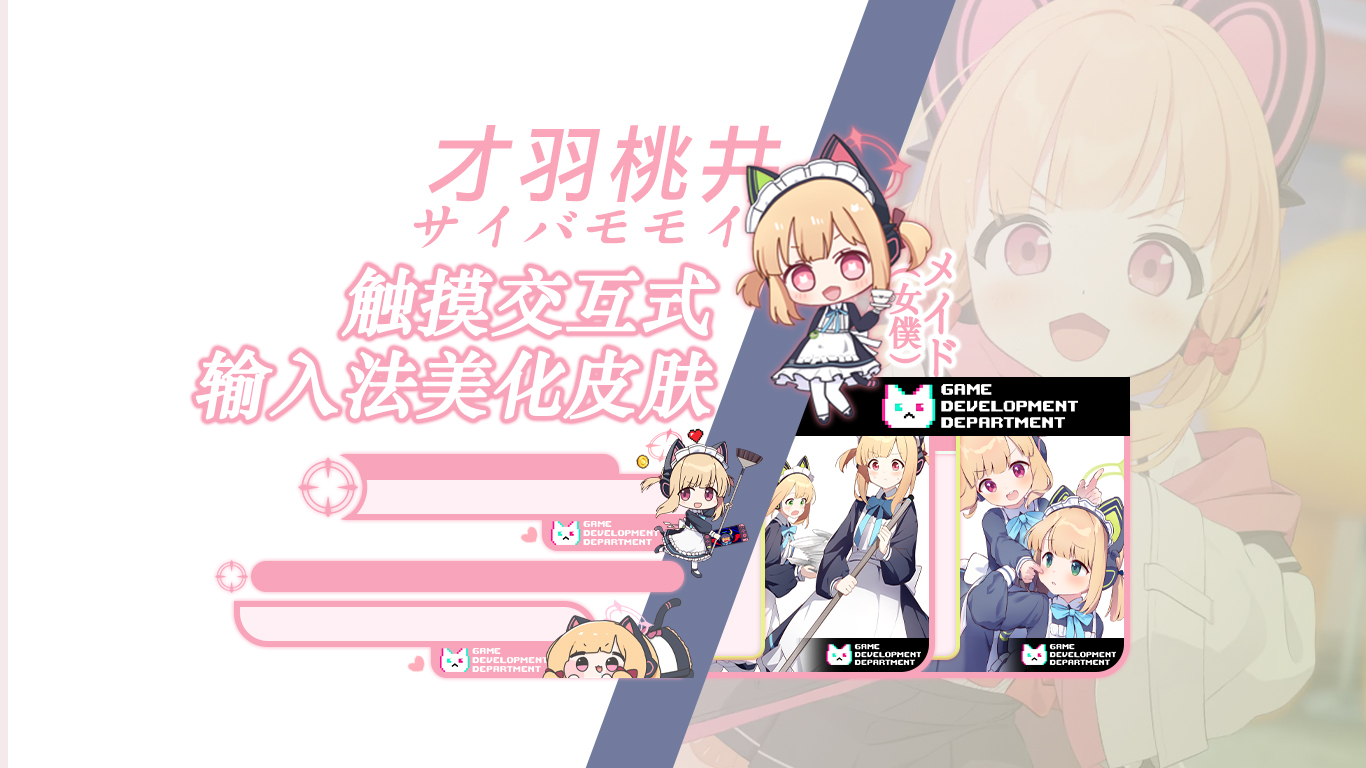 才羽桃井
サイバモモイ
触摸交互式
输入法美化皮肤
メイド
(女僕)
GAME
DEVELOPMENT
DEPARTMENT
GAME
DEVELOPMENT
DEPARTMENT
GAME
DEVELOPMENT
DEPARTMENT
GAME
DEVELOPMENT
DEPARTMENT
GAME
DEVELOPMENT
DEPARTMENT